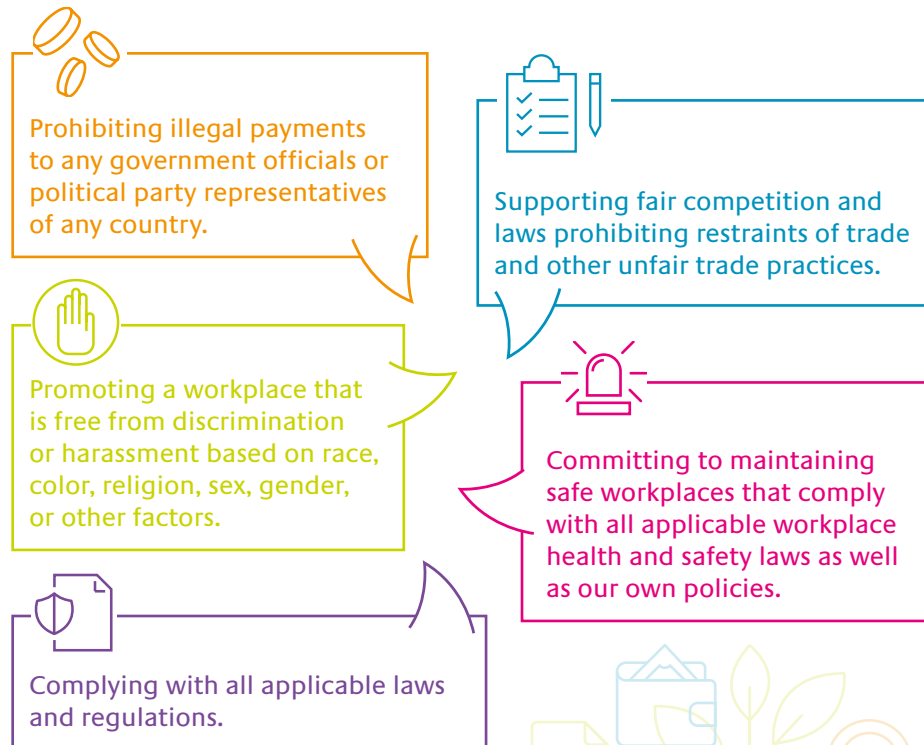 Prohibiting illegal payments
to any government officials or
political party representatives
of any country.
Supporting fair competition and
laws prohibiting restraints of trade
and other unfair trade practices.
Promoting a workplace that
is free from discrimination
or harassment based on race,
color, religion, sex, gender,
or other factors.
Committing to maintaining
safe workplaces that comply
with all applicable workplace
health and safety laws as well
as our own policies.
Complying with all applicable laws
and regulations.